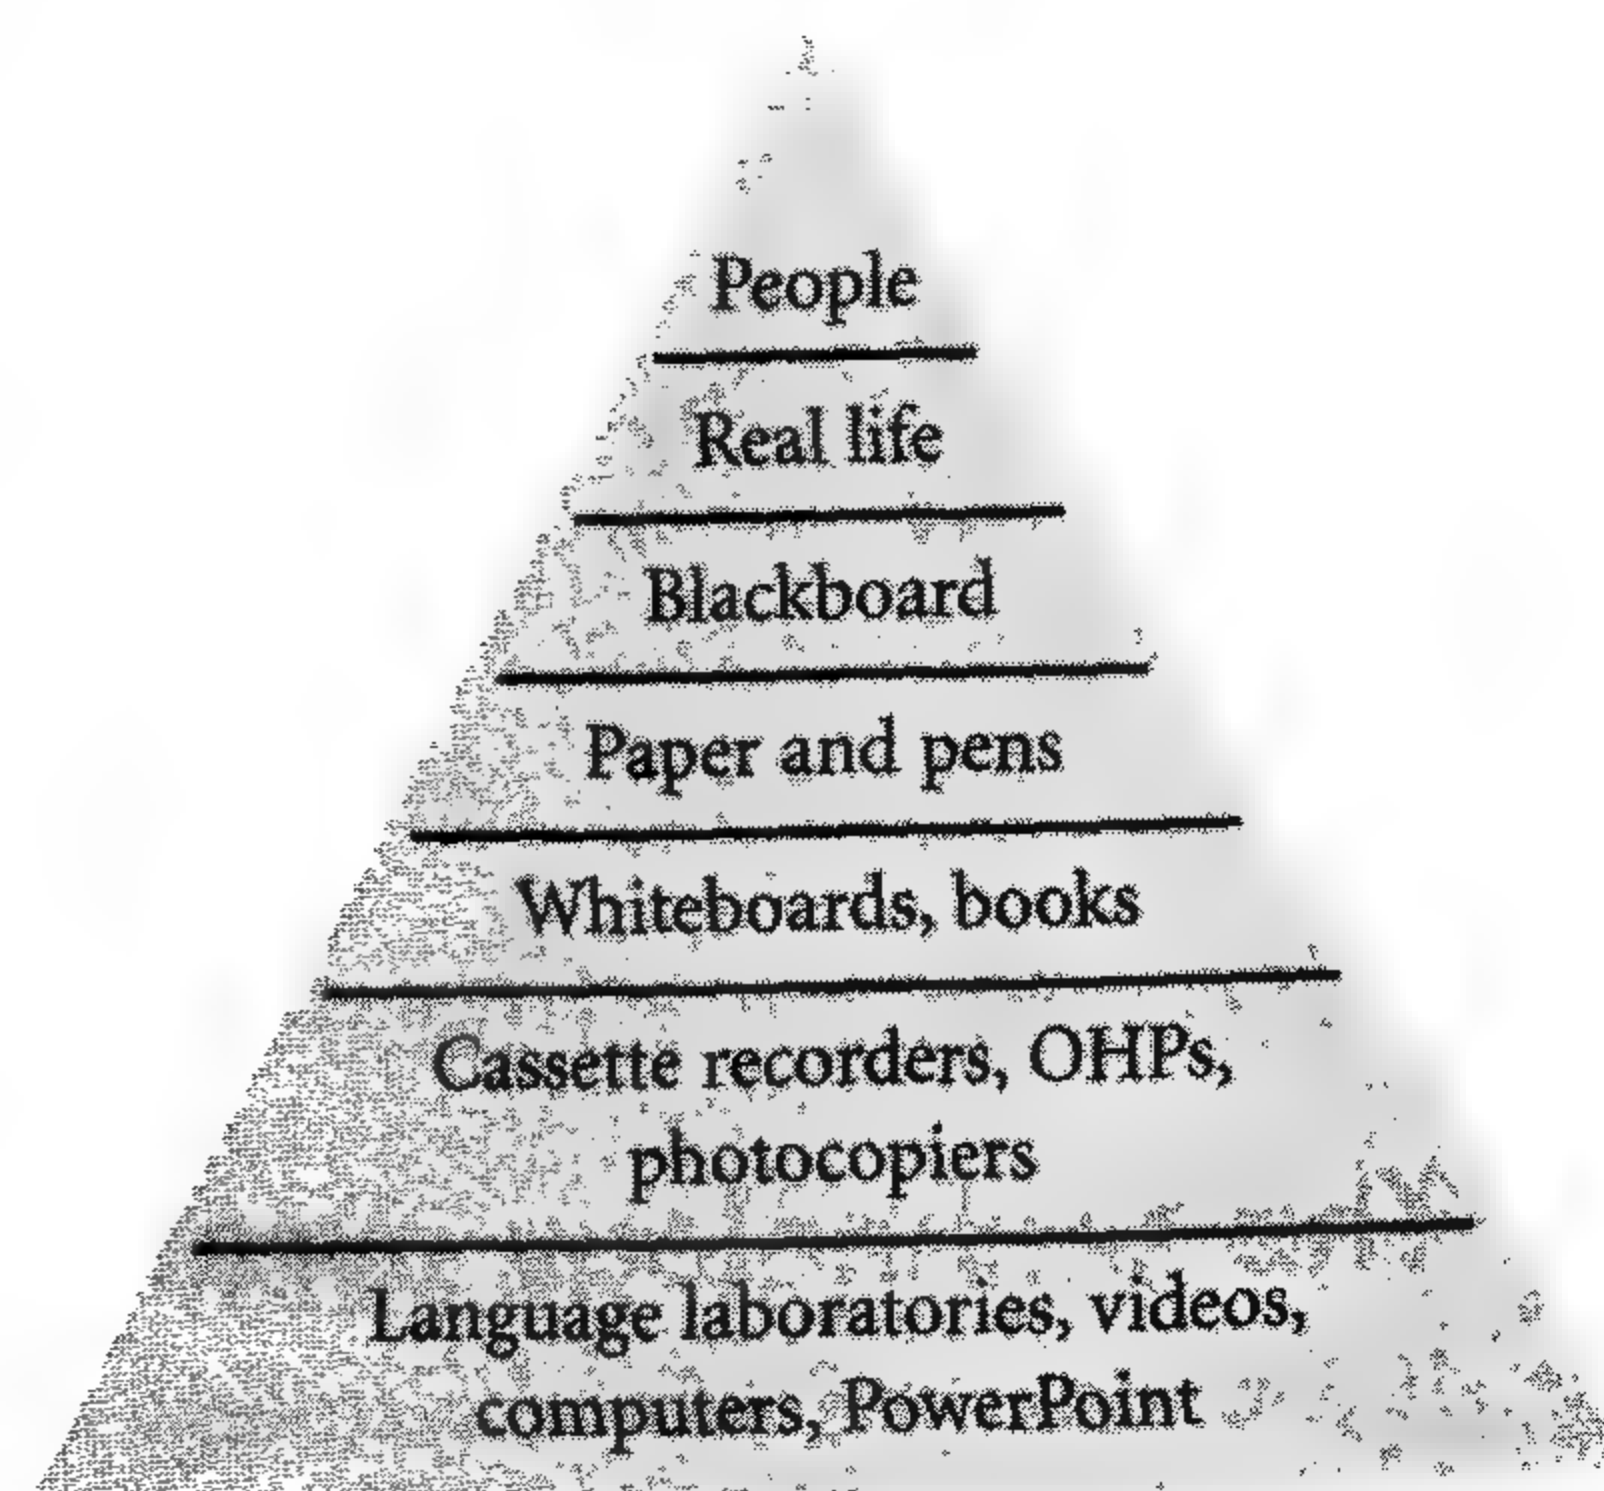 People
Real life
Blackboard
Paper and pens
Whiteboards, books
Cassette recorders, OHPs,
photocopiers
Language laboratories, videos,
computers, PowerPoint